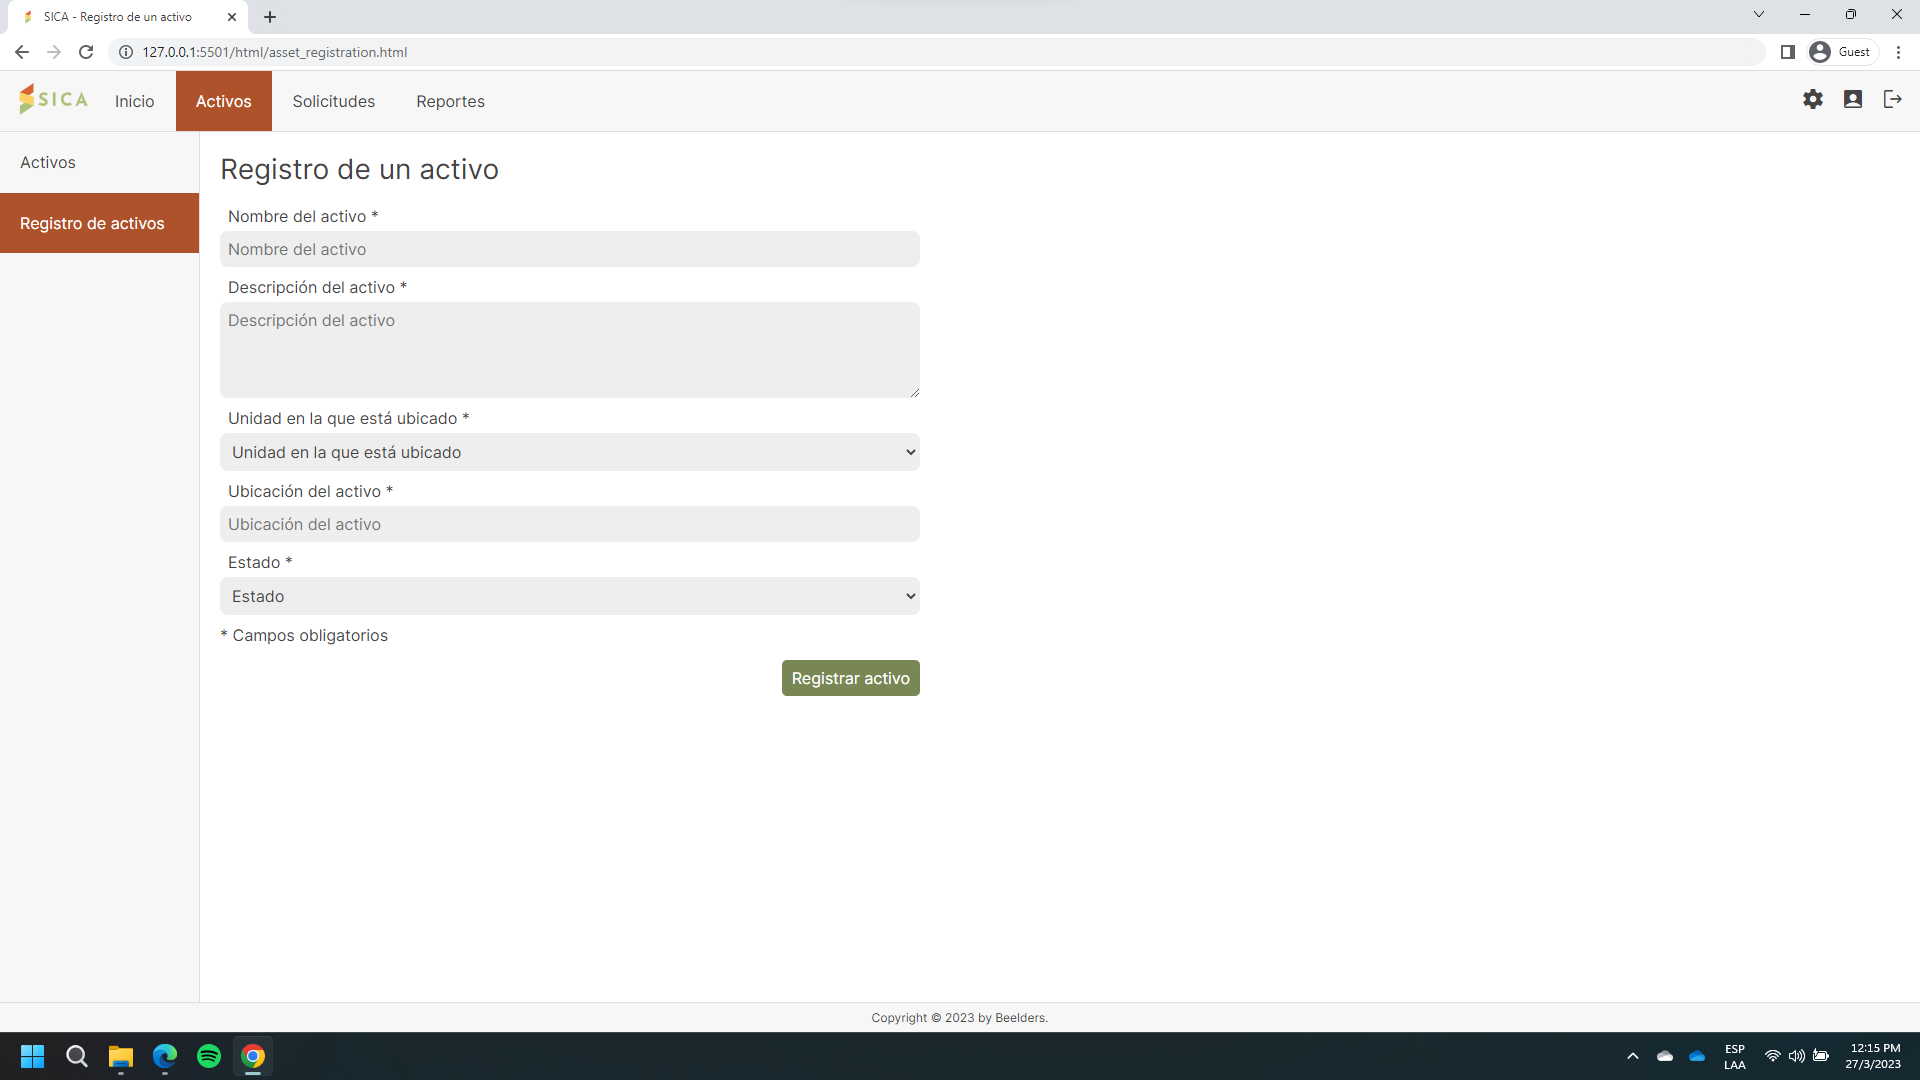 SICA - Registro de un activo
127.0.0.1:5501/html/asset_registration.html
Guest
SICA
Inicio
Activos
Solicitudes
Reportes
Activos
Registro de activos
Registro de un activo
Nombre del activo *
Nombre del activo
Descripción del activo *
Descripción del activo
Unidad en la que está ubicado *
Unidad en la que está ubicado
Ubicación del activo *
Ubicación del activo
Estado *
Estado
* Campos obligatorios
Registrar activo
Copyright © 2023 by Beelders.
ESP
LAA
12:15 PM
27/3/2023